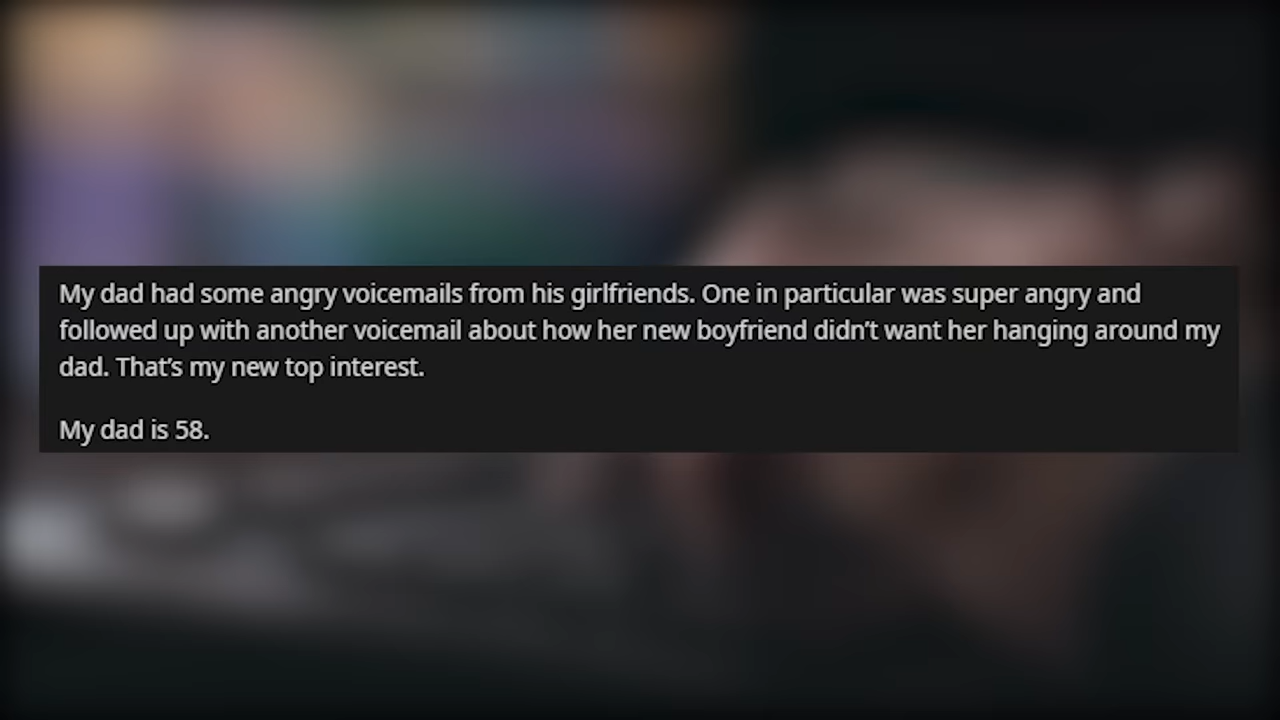 My dad had some angry voicemails from his girlfriends. One in particular was super angry and
followed up with another voicemail about how her new boyfriend didn’t want her hanging around my
dad. That’s my new top interest.
My dad is 58.